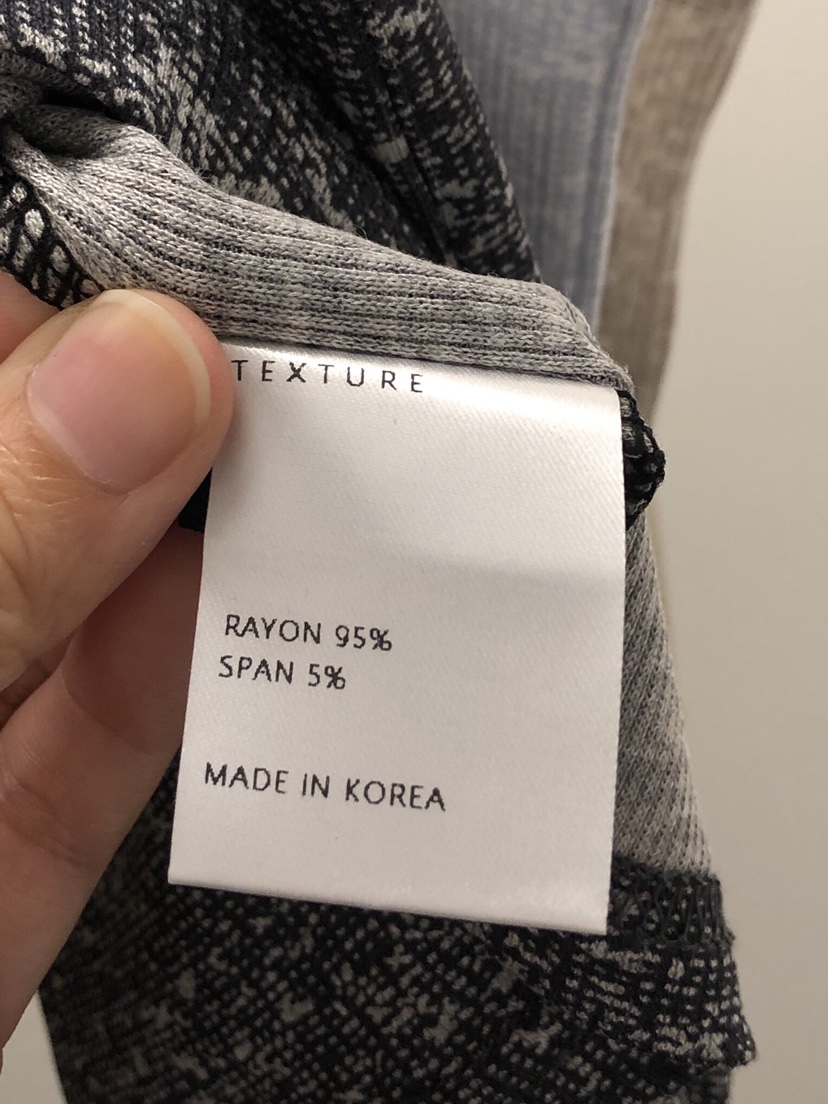 TEXTURE
RAYON 95%
SPAN 5%
MADE IN KOREA